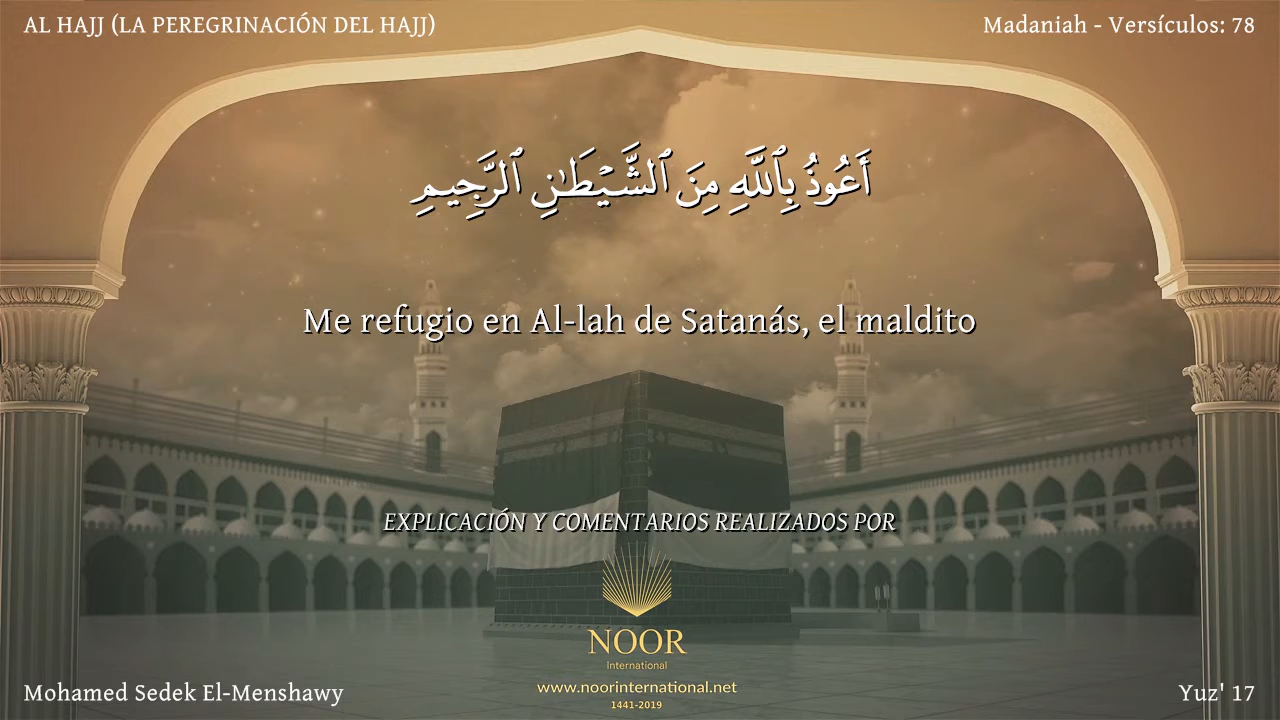 AL HAJJ (LA PEREGRINACIÓN DEL HAJJ)
Madaniah - Versículos: 78
أَعُوذُ بِٱللَّهِ مِنَ ٱلشَّيْطَـٰنِ ٱلرَّجِيمِ
Me refugio en Al-lah de Satanás, el maldito
EXPLICACIÓN Y COMENTARIOS REALIZADOS POR
NOOR
International
www.noorinternational.net
1441-2019
Mohamed Sedek El-Menshawy
Yuz' 17